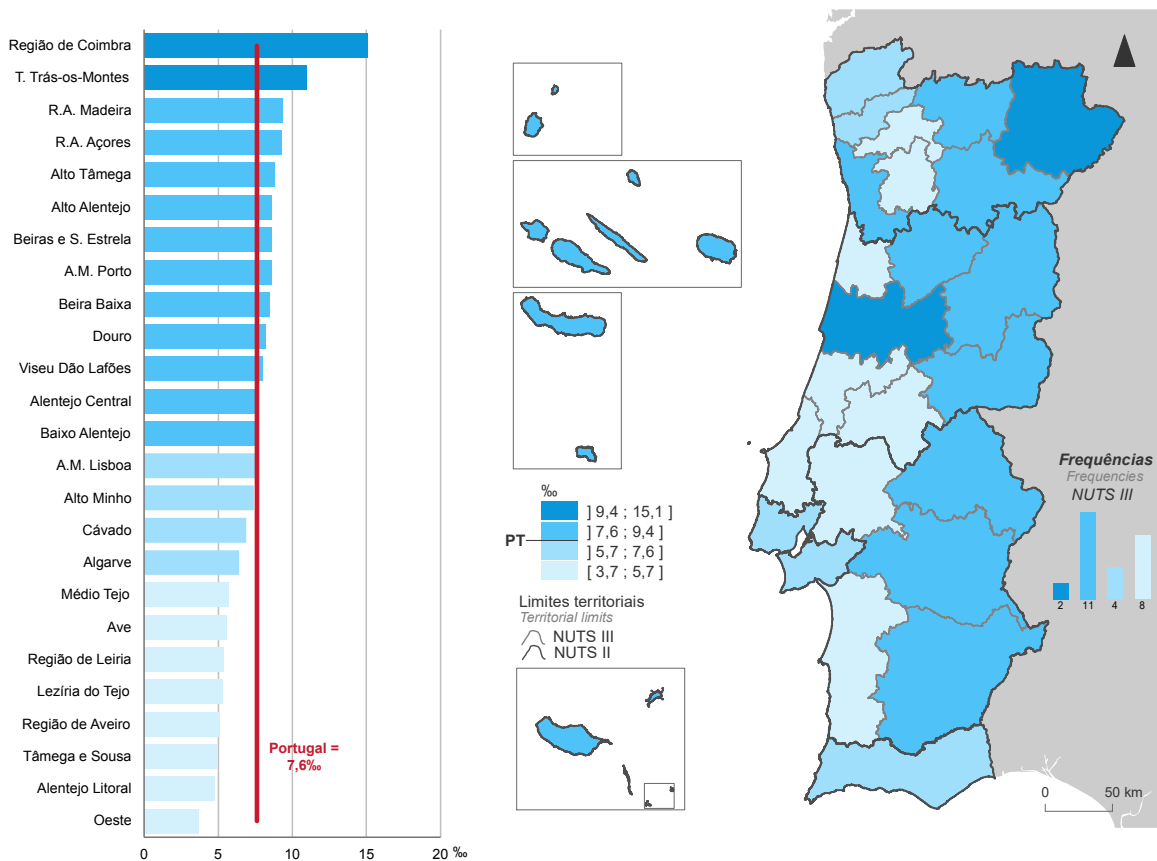 Região de Coimbra
T. Trás-os-Montes
R.A. Madeira
R.A. Açores
Alto Tâmega
Alto Alentejo
Beiras e S. Estrela
A.M. Porto
Beira Baixa
Douro
Viseu Dão Lafões
Alentejo Central
Baixo Alentejo
A.M. Lisboa
Alto Minho
Cávado
Algarve
Médio Tejo
Ave
Região de Leiria
Lezíria do Tejo
Região de Aveiro
Tâmega e Sousa
Alentejo Litoral
Oeste
Portugal =
7,6‰
0 5 10 15 20 ‰
‰
] 9,4 ; 15,1 ]
] 7,6 ; 9,4 ]
PT
] 5,7 ; 7,6 ]
[ 3,7 ; 5,7 ]
Limites territoriais
Territorial limits
NUTS III
NUTS II
Frequências
Frequencies
NUTS III
2 11 4 8
0 50 km